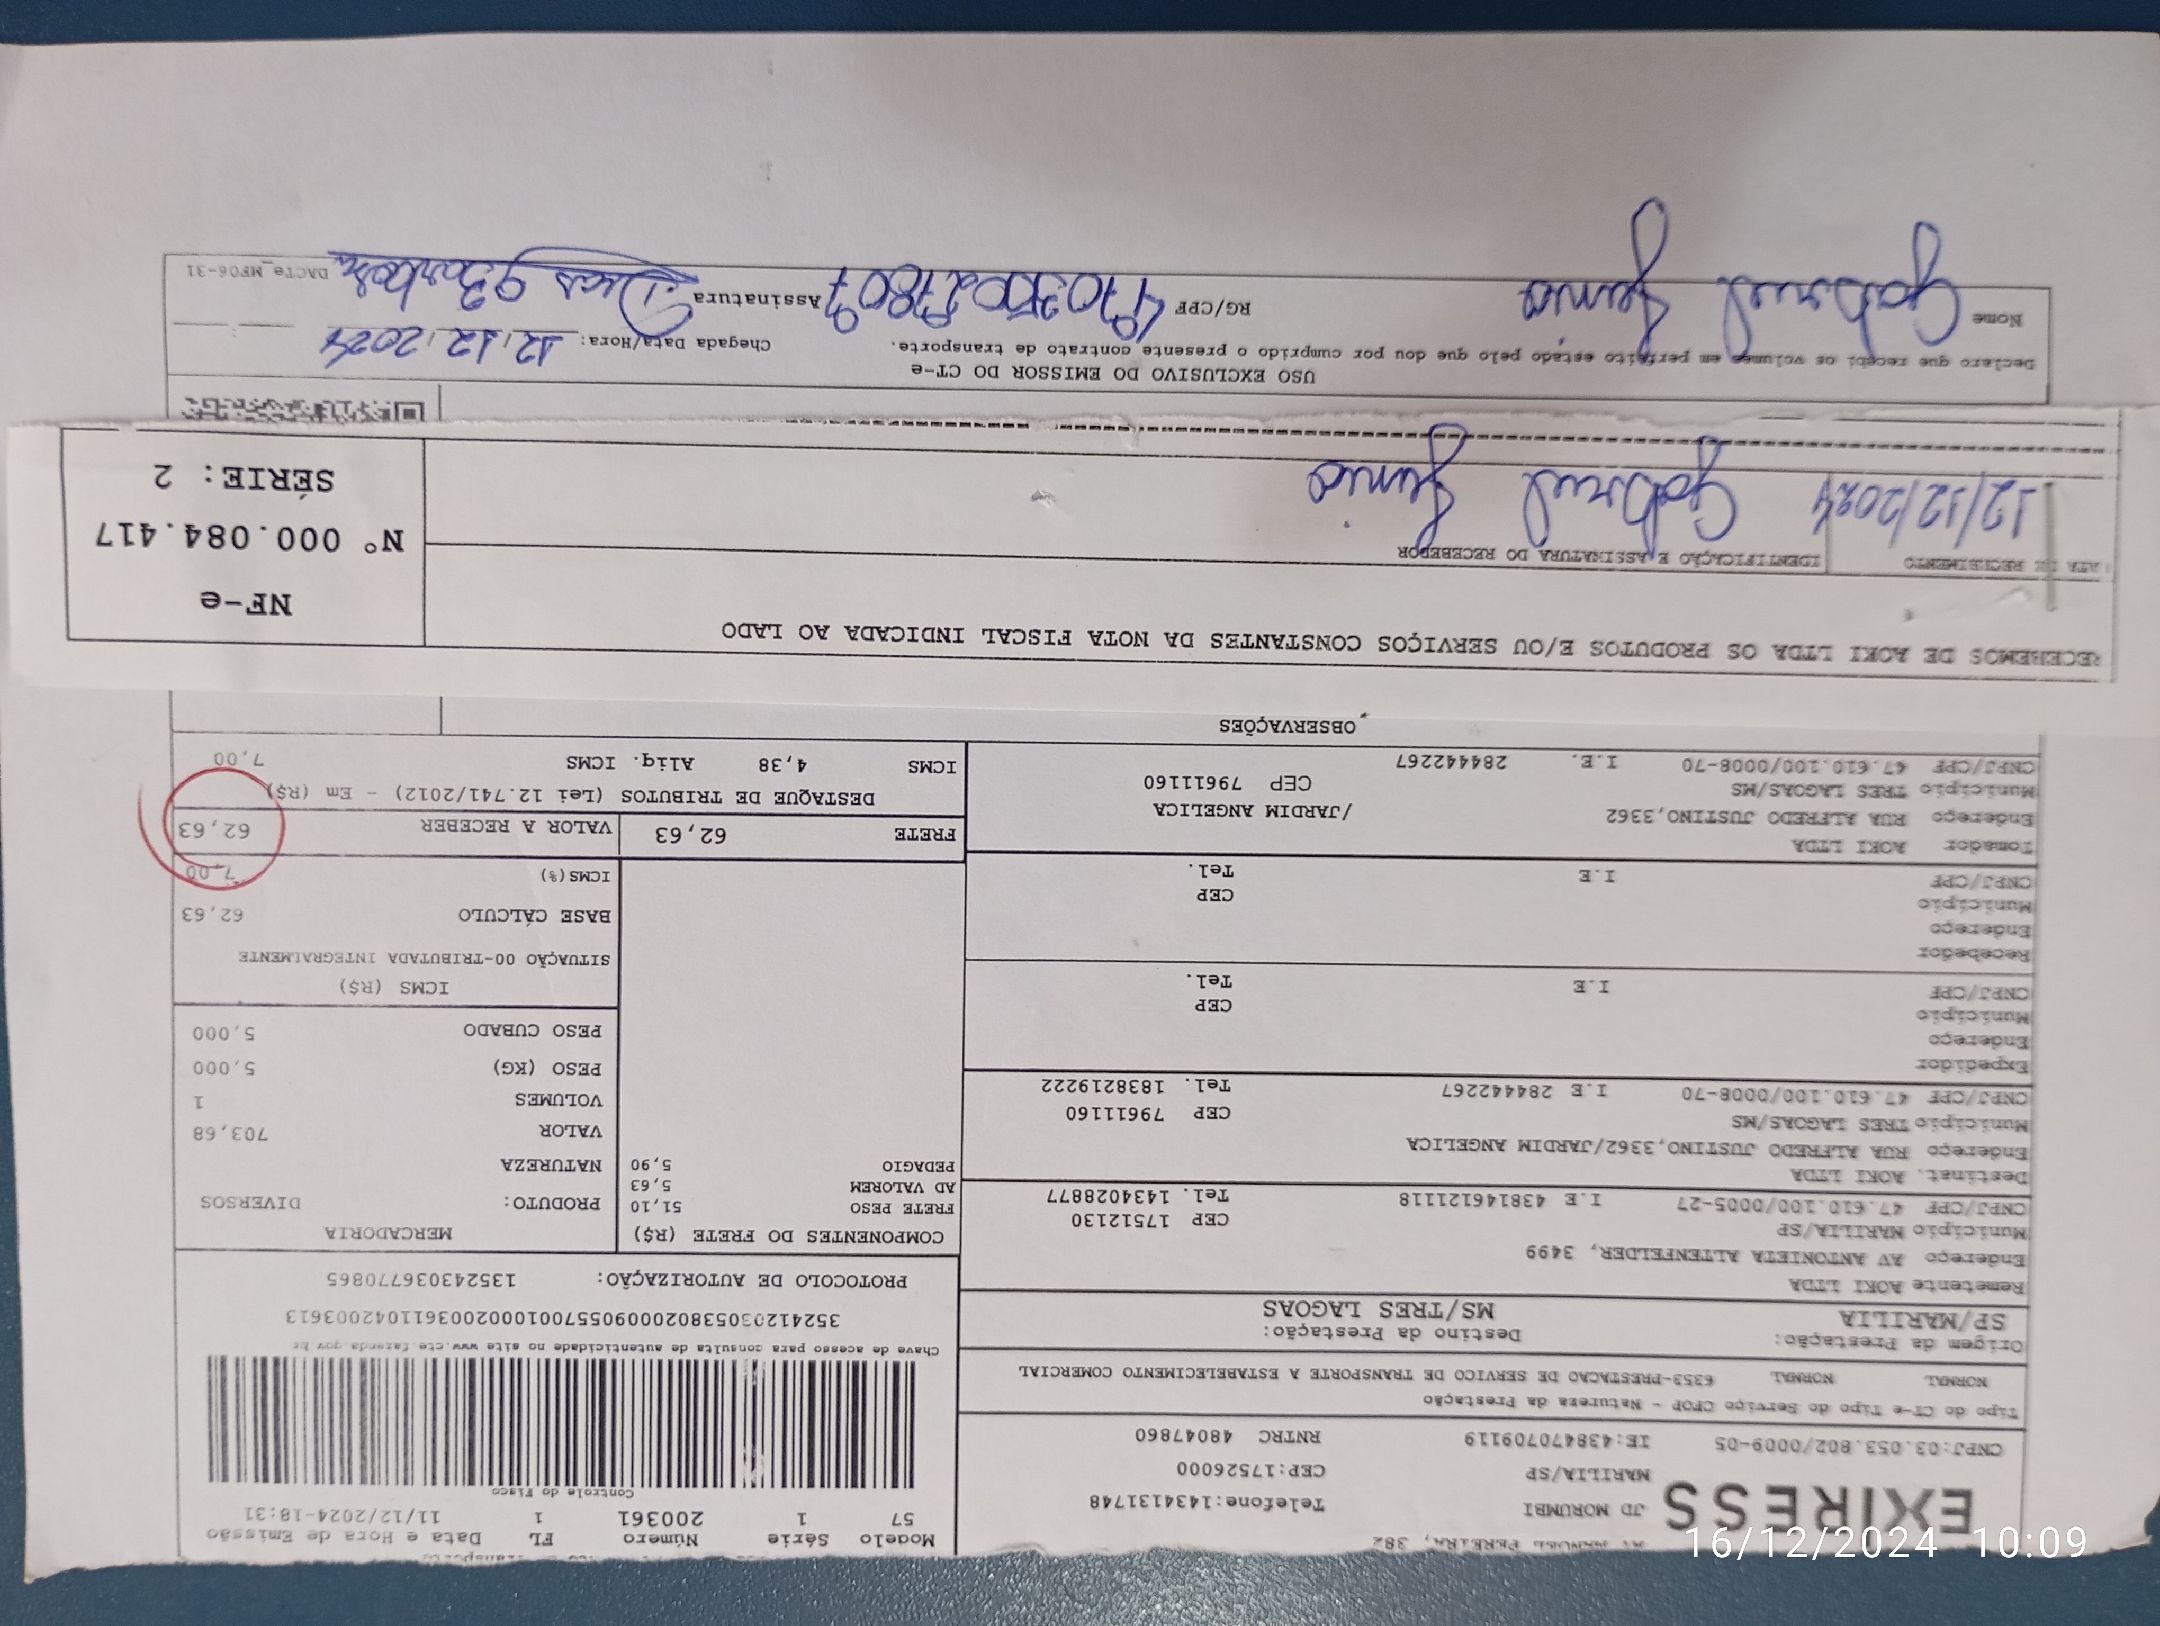 EXIRESS
PEREIRA, 382
JD MORUMBI
MARILIA/SP
Telefone:1434131748
CEP:17526000
CNPJ:03.053.802/0009-05 IE:438470709119 RNTRC 48047860
Modelo Série Número FL Data e Hora de Emissão
57 1 200361 1 11/12/2024-18:31
Controle do Fisco
Chave de acesso para consulta de autenticidade no site www.cte.fazenda.gov.br
35241203053802000905570010002003611042003613
PROTOCOLO DE AUTORIZAÇÃO: 135243036770865
Tipo do CT-e Tipo do Serviço CFOP - Natureza da Prestação
NORMAL NORMAL 6353-PRESTACAO DE SERVICO DE TRANSPORTE A ESTABELECIMENTO COMERCIAL
Origem da Prestação: Destino da Prestação:
SP/MARILIA MS/TRES LAGOAS
Remetente AOKI LTDA
Endereço AV ANTONIETA ALTENFELDER, 3499
Município MARILIA/SP CEP 17512130
CNPJ/CPF 47.610.100/0005-27 I.E 438146121118 Tel. 1434028877
Destinat. AOKI LTDA
Endereço RUA ALFREDO JUSTINO,3362/JARDIM ANGELICA
Município TRES LAGOAS/MS CEP 79611160
CNPJ/CPF 47.610.100/0008-70 I.E 284442267 Tel. 1838219222
Expedidor
Endereço
Município CEP
CNPJ/CPF I.E Tel.
Recebedor
Endereço
Município CEP
CNPJ/CPF I.E Tel.
Tomador AOKI LTDA
Endereço RUA ALFREDO JUSTINO,3362 /JARDIM ANGELICA
Município TRES LAGOAS/MS CEP 79611160
CNPJ/CPF 47.610.100/0008-70 I.E. 284442267
COMPONENTES DO FRETE (R$)
FRETE PESO 51,10
AD VALOREM 5,63
PEDAGIO 5,90
MERCADORIA
PRODUTO: DIVERSOS
NATUREZA
VALOR 703,68
VOLUMES 1
PESO (KG) 5,000
PESO CUBADO 5,000
ICMS (R$)
SITUAÇÃO 00-TRIBUTADA INTEGRALMENTE
BASE CÁLCULO 62,63
ICMS(%) 7,00
FRETE 62,63 VALOR A RECEBER 62,63
DESTAQUE DE TRIBUTOS (Lei 12.741/2012) - Em (R$)
ICMS 4,38 Aliq. ICMS 7,00
OBSERVAÇÕES
RECEBEMOS DE AOKI LTDA OS PRODUTOS E/OU SERVIÇOS CONSTANTES DA NOTA FISCAL INDICADA AO LADO
ATA DE RECEBIMENTO IDENTIFICAÇÃO E ASSINATURA DO RECEBEDOR
12/12/2024 Gabriel Junio
NF-e
Nº 000.084.417
SÉRIE: 2
USO EXCLUSIVO DO EMISSOR DO CT-e
Declaro que recebi os volumes em perfeito estado pelo que dou por cumprido o presente contrato de transporte.
Chegada Data/Hora: 12/12/2024
Nome Gabriel Junio RG/CPF Assinatura
DACTe_MF06-31
16/12/2024 10:09